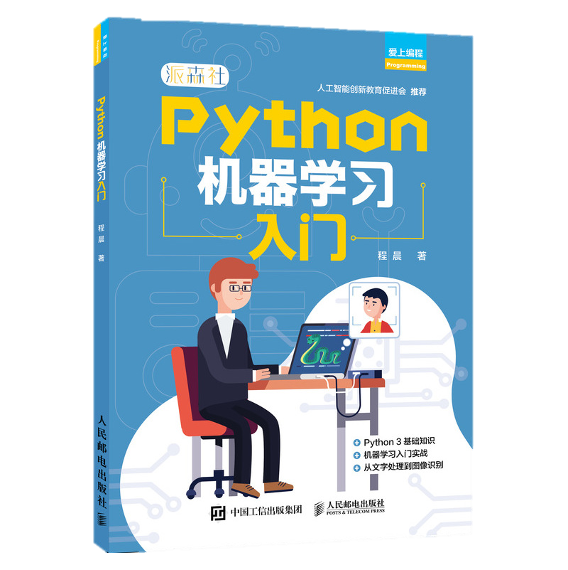 爱上编程
Programming
派森社
人工智能创新教育促进会 推荐
Python
机器学习
入门
程晨 著
Python 3 基础知识
机器学习入门实战
从文字处理到图像识别
中国工信出版集团
人民邮电出版社
POSTS & TELECOM PRESS
Python 机器学习入门
程晨 著
人民邮电出版社